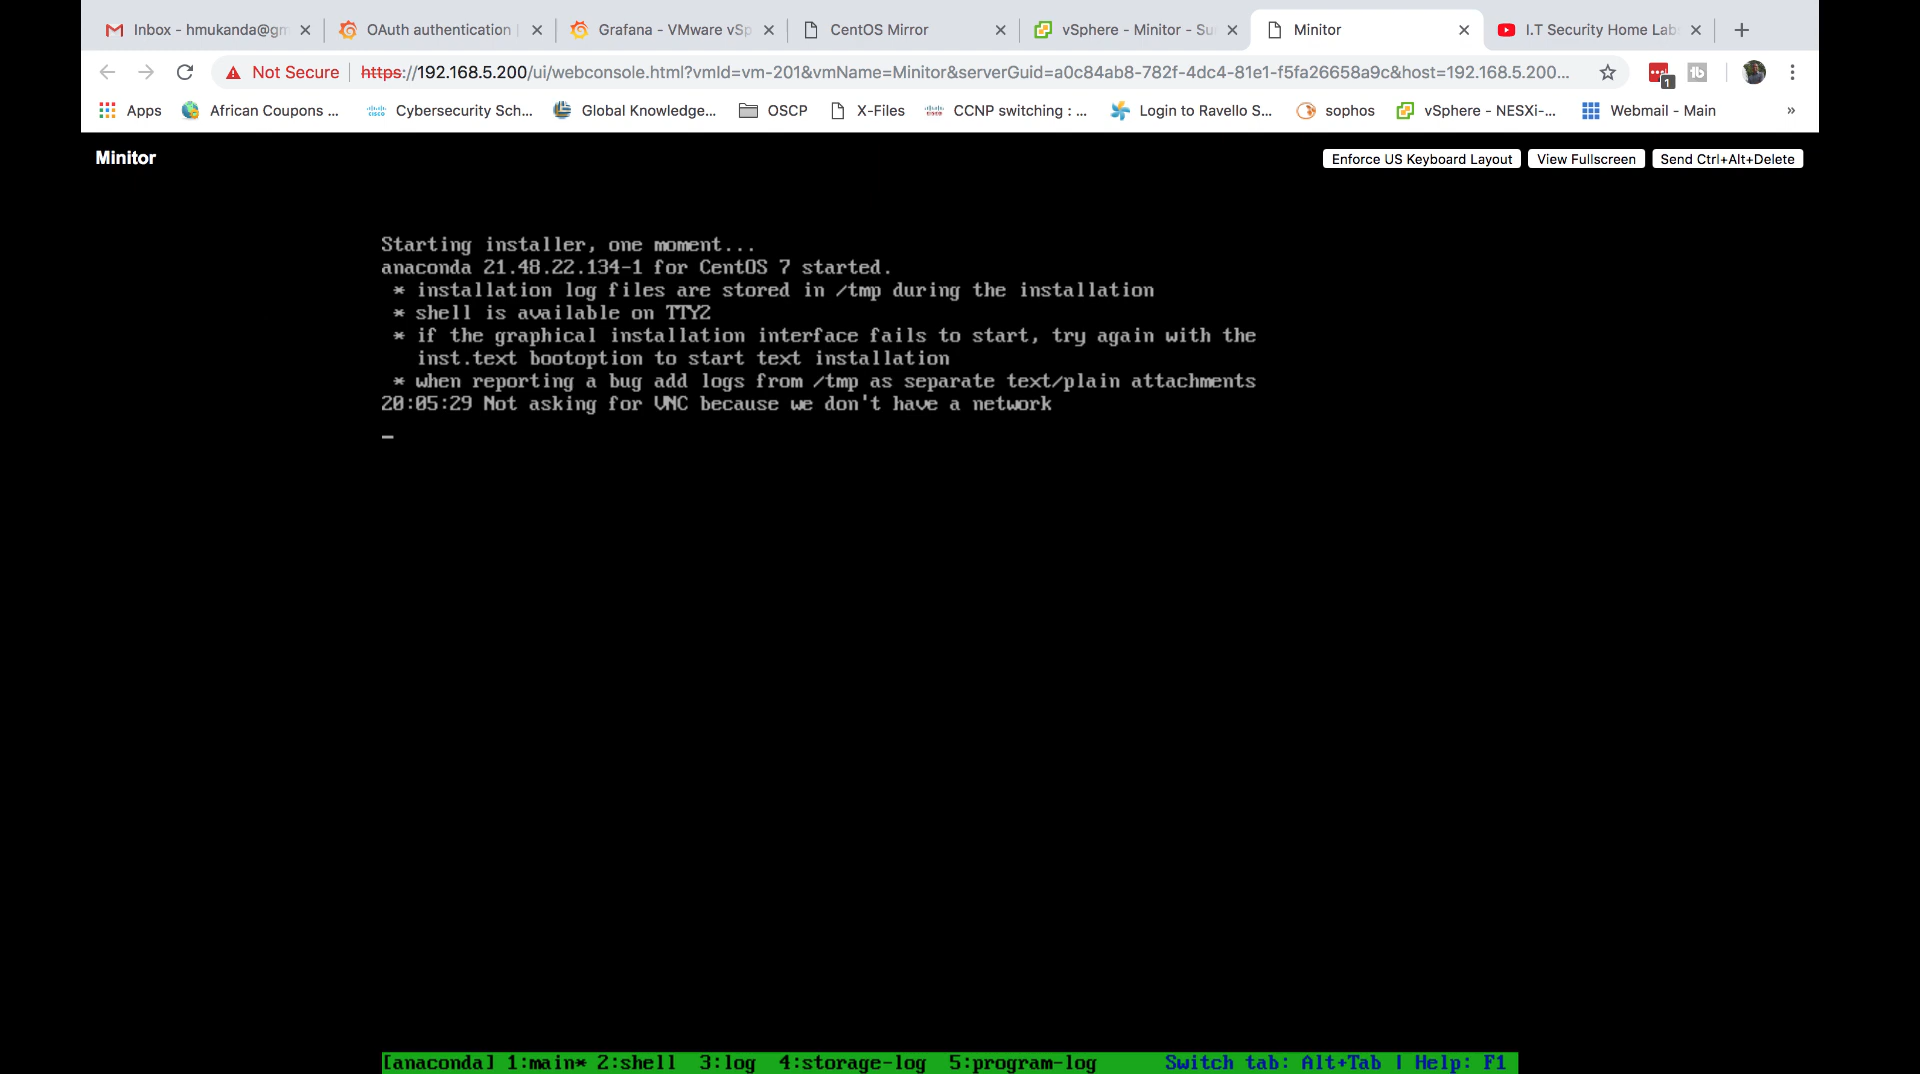 Inbox - hmukanda@gm
OAuth authentication
Grafana - VMware vSp
CentOS Mirror
vSphere - Minitor - Su
Minitor
I.T Security Home Lab
Not Secure
https://192.168.5.200/ui/webconsole.html?vmId=vm-201&vmName=Minitor&serverGuid=a0c84ab8-782f-4dc4-81e1-f5fa26658a9c&host=192.168.5.200...
1
Apps
African Coupons ...
Cybersecurity Sch...
Global Knowledge...
OSCP
X-Files
CCNP switching : ...
Login to Ravello S...
sophos
vSphere - NESXi-...
Webmail - Main
»
Minitor
Enforce US Keyboard Layout
View Fullscreen
Send Ctrl+Alt+Delete
Starting installer, one moment...
anaconda 21.48.22.134-1 for CentOS 7 started.
* installation log files are stored in /tmp during the installation
* shell is available on TTY2
* if the graphical installation interface fails to start, try again with the
inst.text bootoption to start text installation
* when reporting a bug add logs from /tmp as separate text/plain attachments
20:05:29 Not asking for VNC because we don't have a network
[anaconda] 1:main* 2:shell 3:log 4:storage-log 5:program-log Switch tab: Alt+Tab | Help: F1